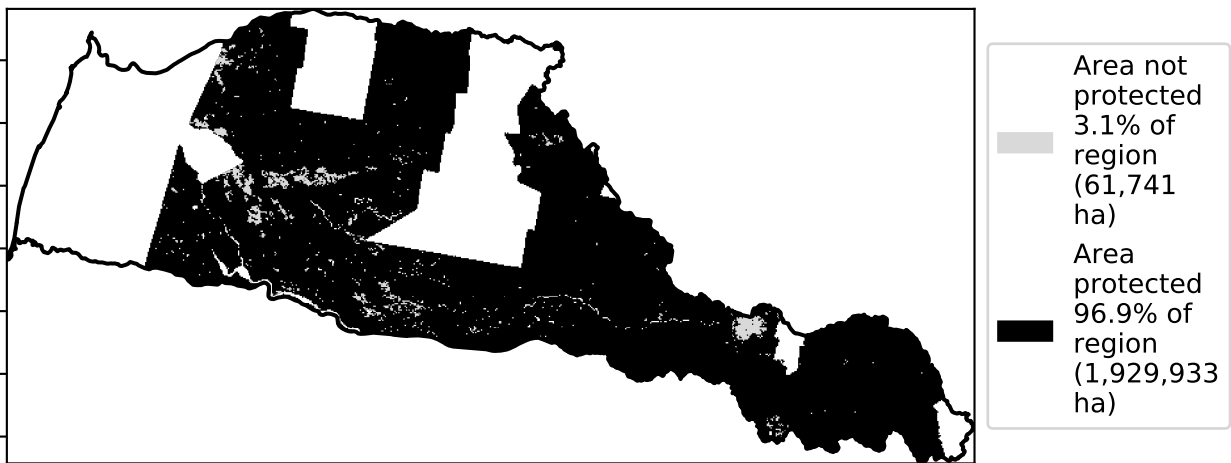 Area not
protected
3.1% of
region
(61,741
ha)
Area
protected
96.9% of
region
(1,929,933
ha)